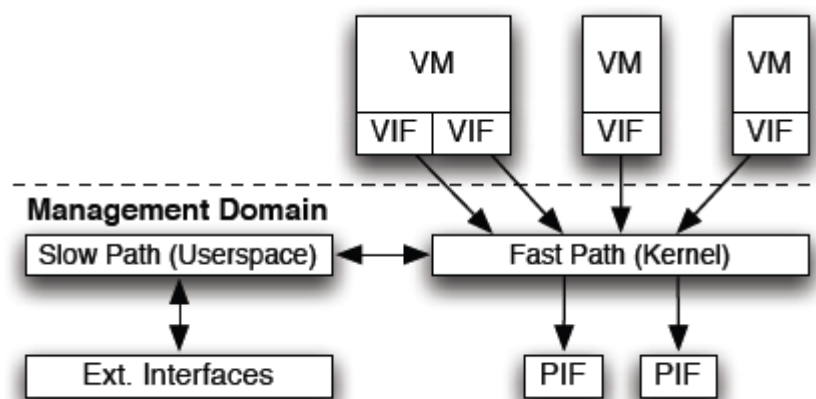 VM VM VM
VIF VIF VIF VIF
Management Domain
Slow Path (Userspace) Fast Path (Kernel)
Ext. Interfaces PIF PIF